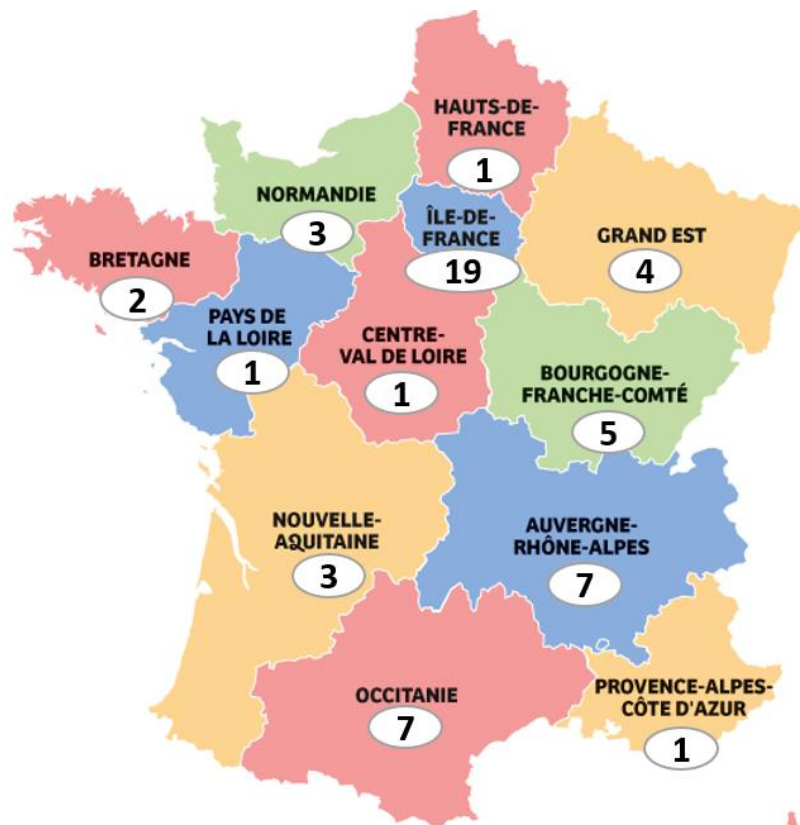 HAUTS-DE-
FRANCE
1
NORMANDIE
3
ÎLE-DE-
FRANCE
19
GRAND EST
4
BRETAGNE
2
PAYS DE
LA LOIRE
1
CENTRE-
VAL DE LOIRE
1
BOURGOGNE-
FRANCHE-COMTÉ
5
NOUVELLE-
AQUITAINE
3
AUVERGNE-
RHÔNE-ALPES
7
OCCITANIE
7
PROVENCE-ALPES-
CÔTE D'AZUR
1